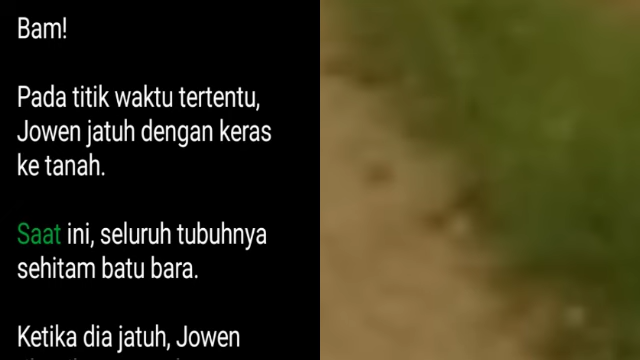 Bam!
Pada titik waktu tertentu,
Jowen jatuh dengan keras
ke tanah.
Saat ini, seluruh tubuhnya
sehitam batu bara.
Ketika dia jatuh, Jowen